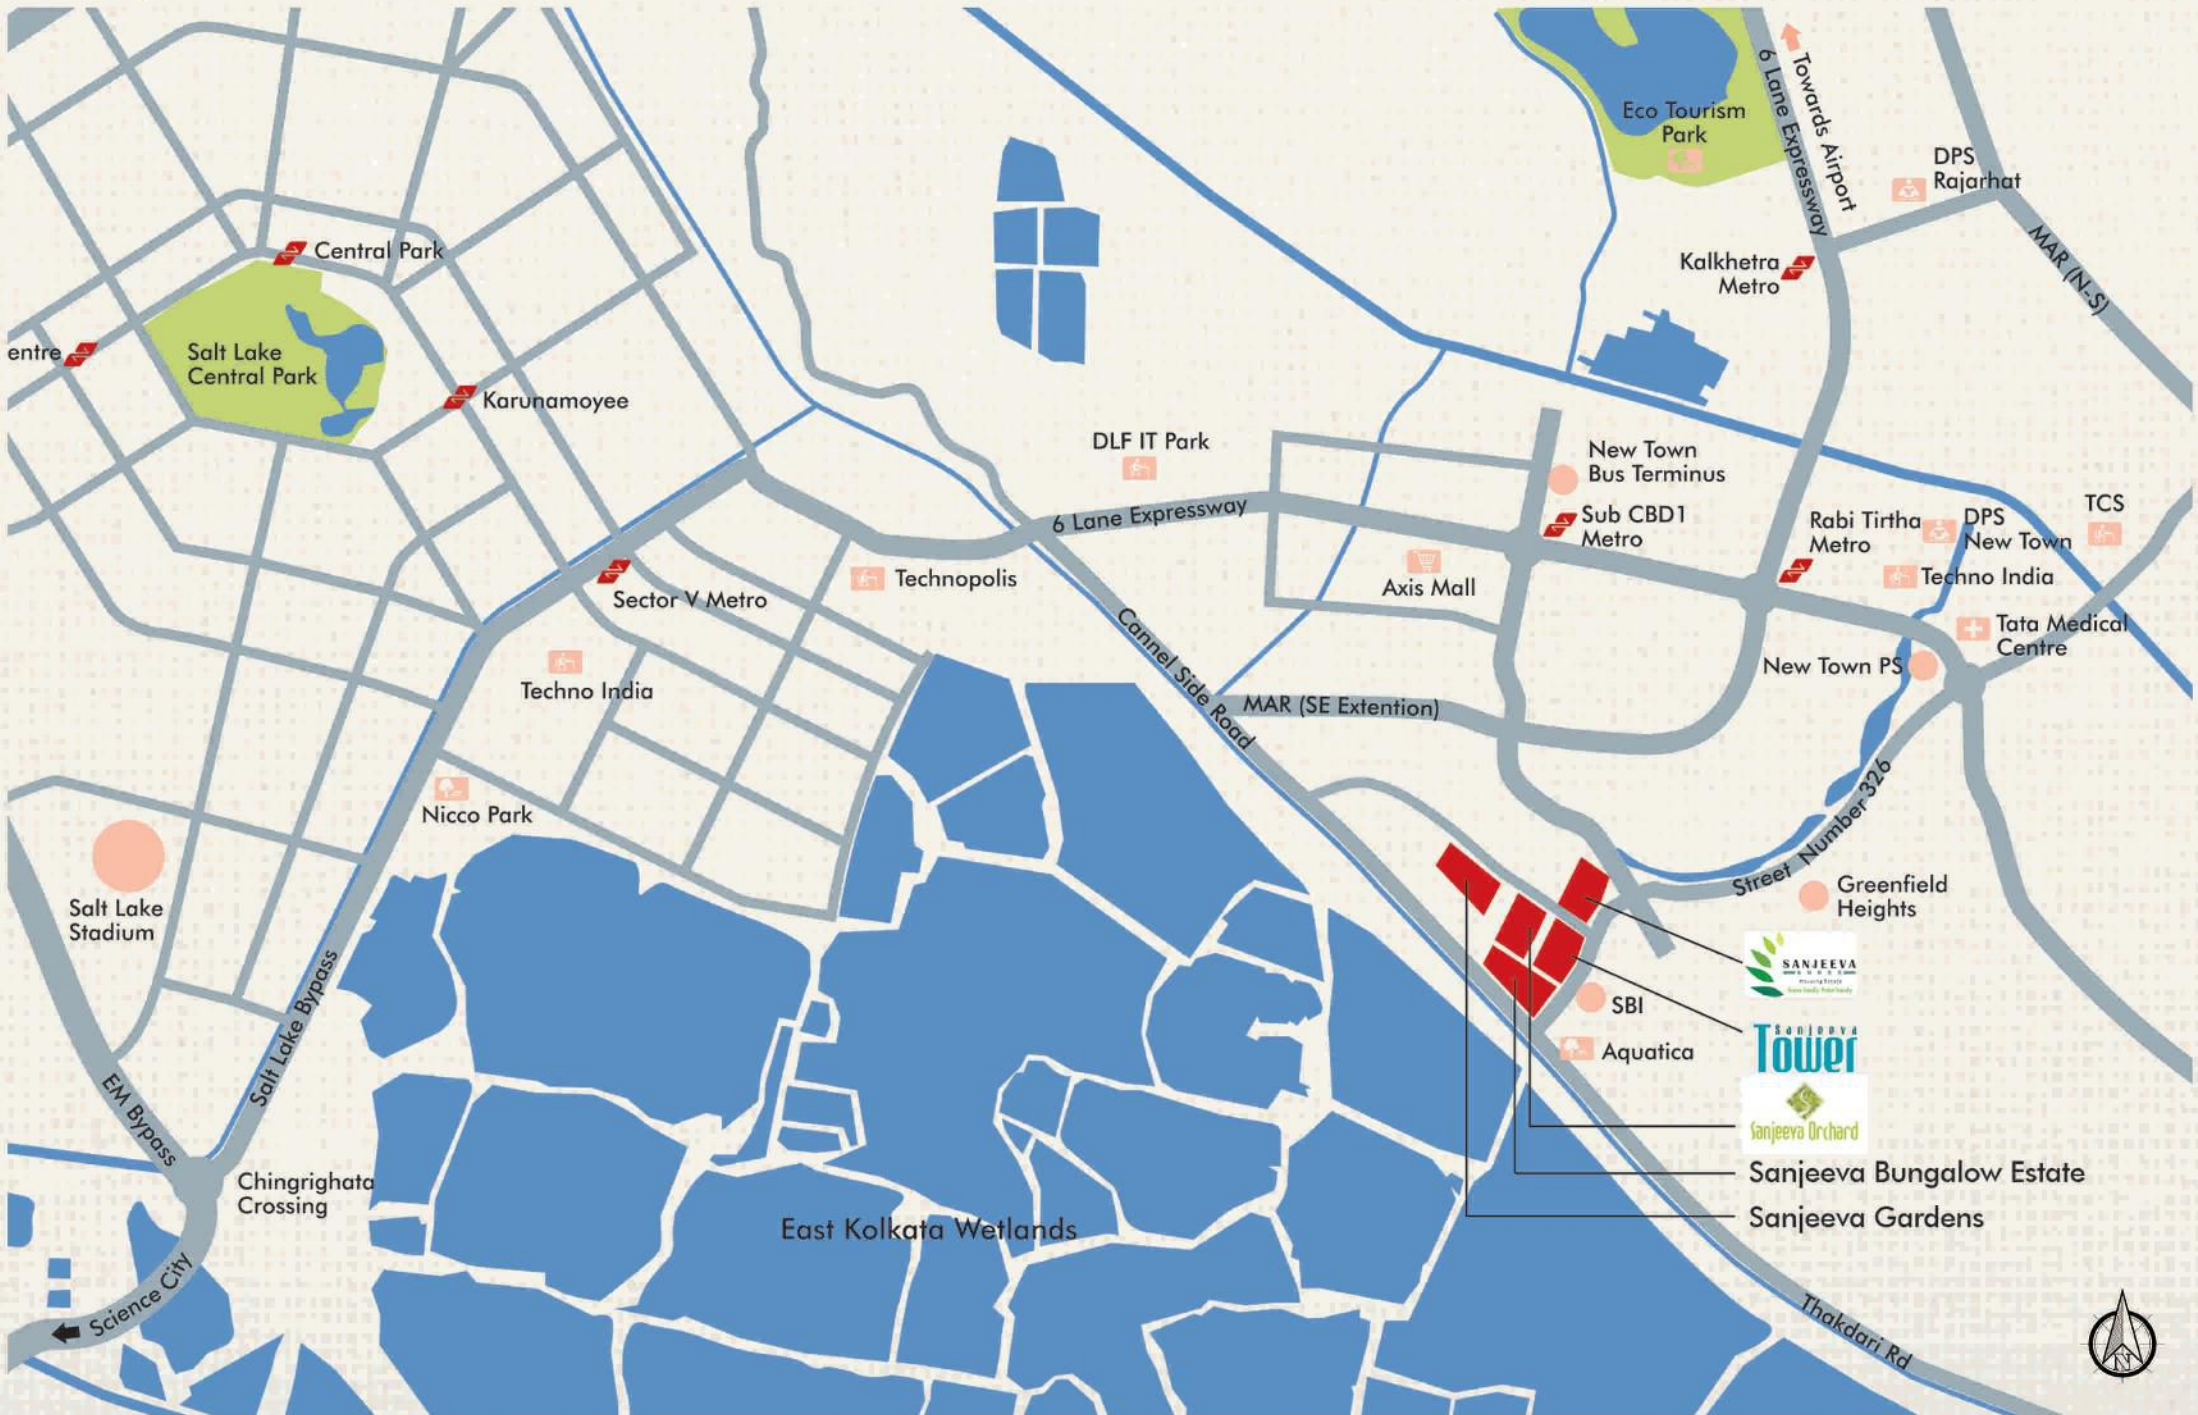 6 Lane Expressway
Towards Airport
Eco Tourism
Park
DPS
Rajarhat
MAR (N-S)
Central Park
Kalkhetra
Metro
entre
Salt Lake
Central Park
Karunamoyee
DLF IT Park
New Town
Bus Terminus
6 Lane Expressway
Sub CBD1
Metro
Rabi Tirtha
Metro
DPS
New Town
TCS
Technopolis
Axis Mall
Techno India
Sector V Metro
Cannel Side Road
Tata Medical
Centre
New Town PS
Techno India
MAR (SE Extention)
Nicco Park
Street Number 326
Salt Lake
Stadium
Greenfield
Heights
SANJEEVA
Salt Lake Bypass
SBI
Sanjeeva
Tower
Aquatica
EM Bypass
Sanjeeva Orchard
Chingrighata
Crossing
Sanjeeva Bungalow Estate
Sanjeeva Gardens
East Kolkata Wetlands
Science City
Thakdari Rd
N